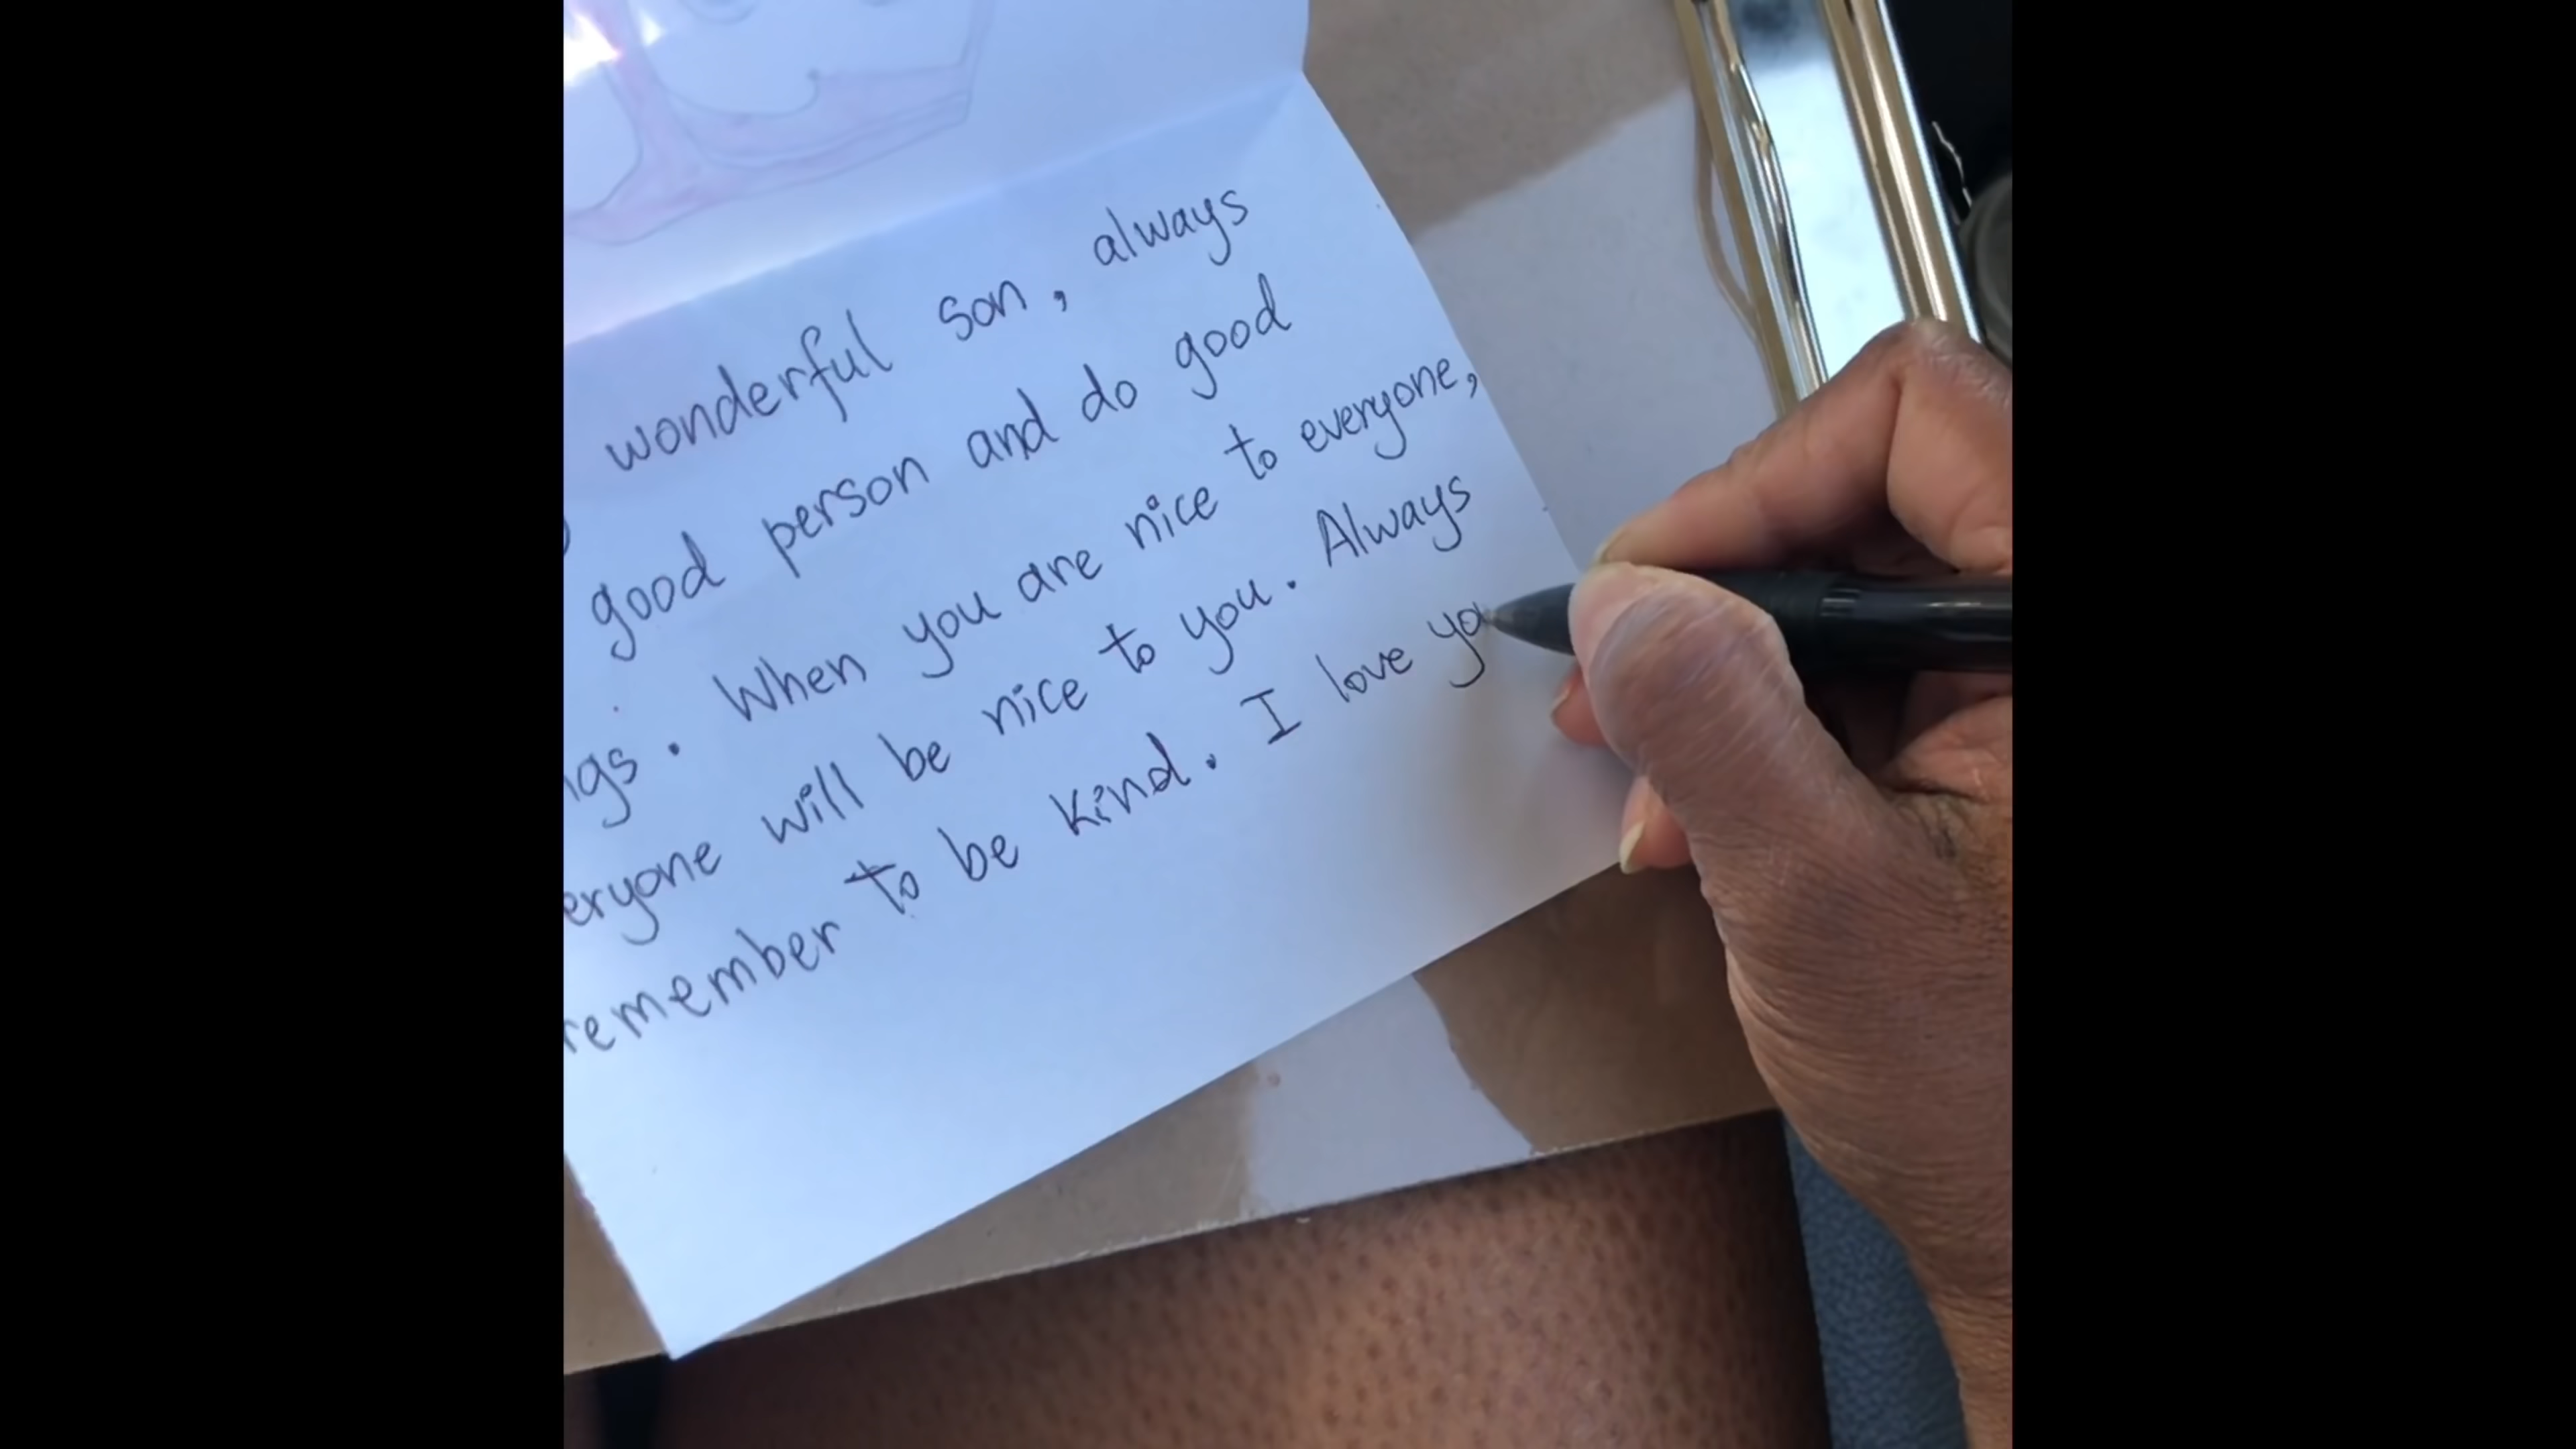 wonderful son, always
good person and do good
ngs. When you are nice to everyone,
eryone will be nice to you. Always
remember to be kind. I love yo